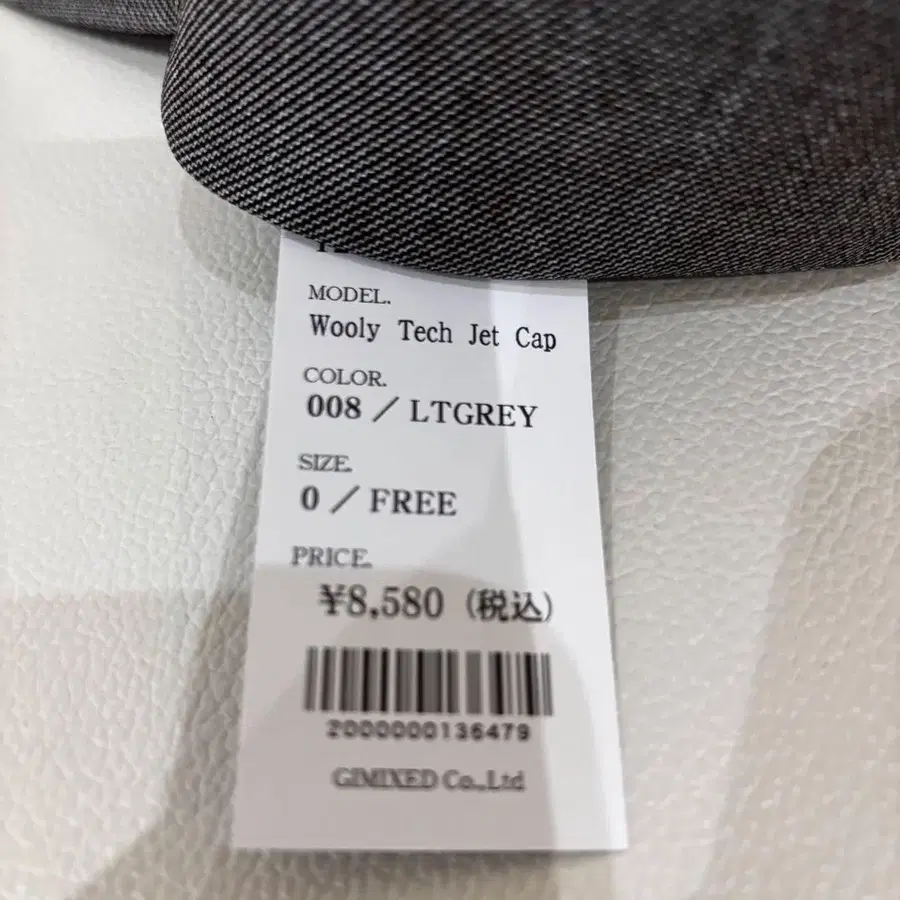 MODEL.
Wooly Tech Jet Cap
COLOR.
008 / LTGREY
SIZE.
0 / FREE
PRICE.
¥8,580 (税込)
2000000136479
GIMIXED Co.,Ltd